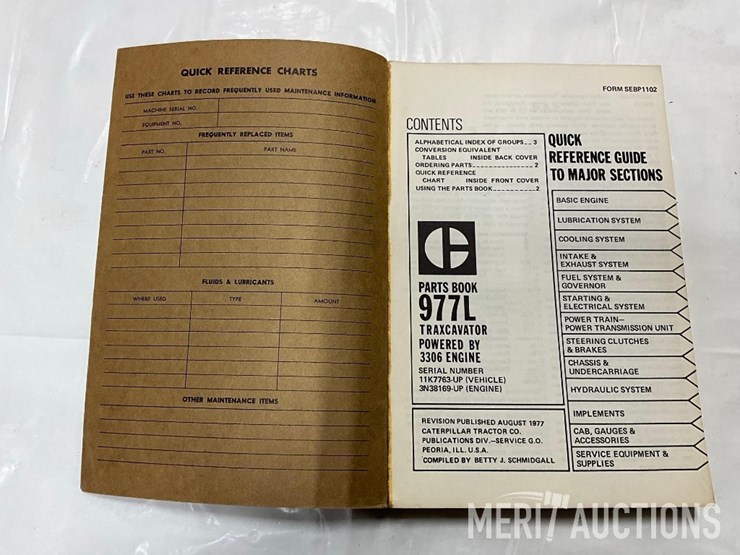 QUICK REFERENCE CHARTS
USE THESE CHARTS TO RECORD FREQUENTLY USED MAINTENANCE INFORMATION
MACHINE SERIAL NO.
EQUIPMENT NO.
FREQUENTLY REPLACED ITEMS
PART NO. PART NAME
FLUIDS & LUBRICANTS
WHERE USED TYPE AMOUNT
OTHER MAINTENANCE ITEMS
FORM SEBP1102
CONTENTS
ALPHABETICAL INDEX OF GROUPS__3
CONVERSION EQUIVALENT
TABLES INSIDE BACK COVER
ORDERING PARTS______________2
QUICK REFERENCE
CHART INSIDE FRONT COVER
USING THE PARTS BOOK_________2
PARTS BOOK
977L
TRAXCAVATOR
POWERED BY
3306 ENGINE
SERIAL NUMBER
11K7763-UP (VEHICLE)
3N38169-UP (ENGINE)
REVISION PUBLISHED AUGUST 1977
CATERPILLAR TRACTOR CO.
PUBLICATIONS DIV.—SERVICE G.O.
PEORIA, ILL. U.S.A.
COMPILED BY BETTY J. SCHMIDGALL
QUICK
REFERENCE GUIDE
TO MAJOR SECTIONS
BASIC ENGINE
LUBRICATION SYSTEM
COOLING SYSTEM
INTAKE &
EXHAUST SYSTEM
FUEL SYSTEM &
GOVERNOR
STARTING &
ELECTRICAL SYSTEM
POWER TRAIN—
POWER TRANSMISSION UNIT
STEERING CLUTCHES
& BRAKES
CHASSIS &
UNDERCARRIAGE
HYDRAULIC SYSTEM
IMPLEMENTS
CAB, GAUGES &
ACCESSORIES
SERVICE EQUIPMENT &
SUPPLIES
MERIT AUCTIONS